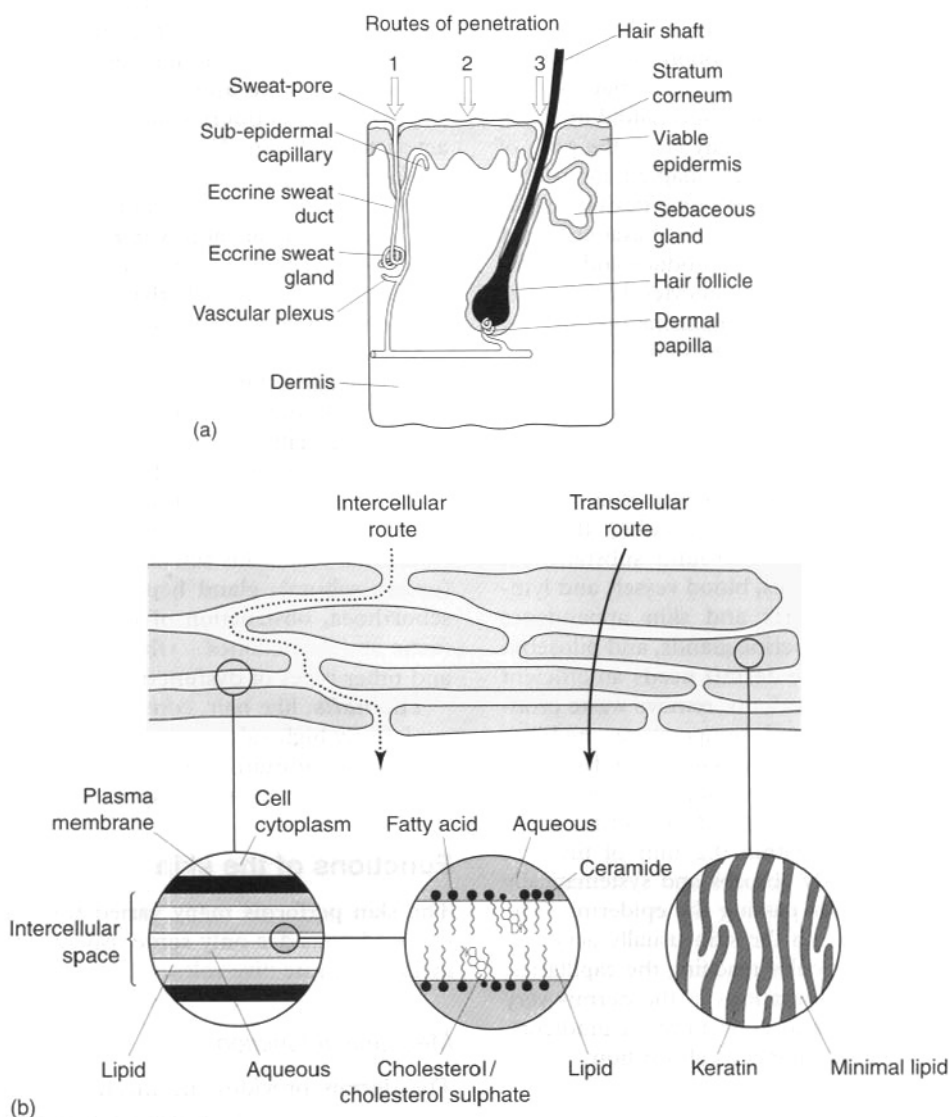 Routes of penetration
Hair shaft
1 2 3
Sweat-pore
Stratum
corneum
Sub-epidermal
capillary
Viable
epidermis
Eccrine sweat
duct
Sebaceous
gland
Eccrine sweat
gland
Hair follicle
Vascular plexus
Dermal
papilla
Dermis
(a)
Intercellular
route
Transcellular
route
Plasma
membrane
Cell
cytoplasm
Fatty acid
Aqueous
Ceramide
Intercellular
space
Lipid
Aqueous
Cholesterol/
cholesterol sulphate
Lipid
Keratin
Minimal lipid
(b)